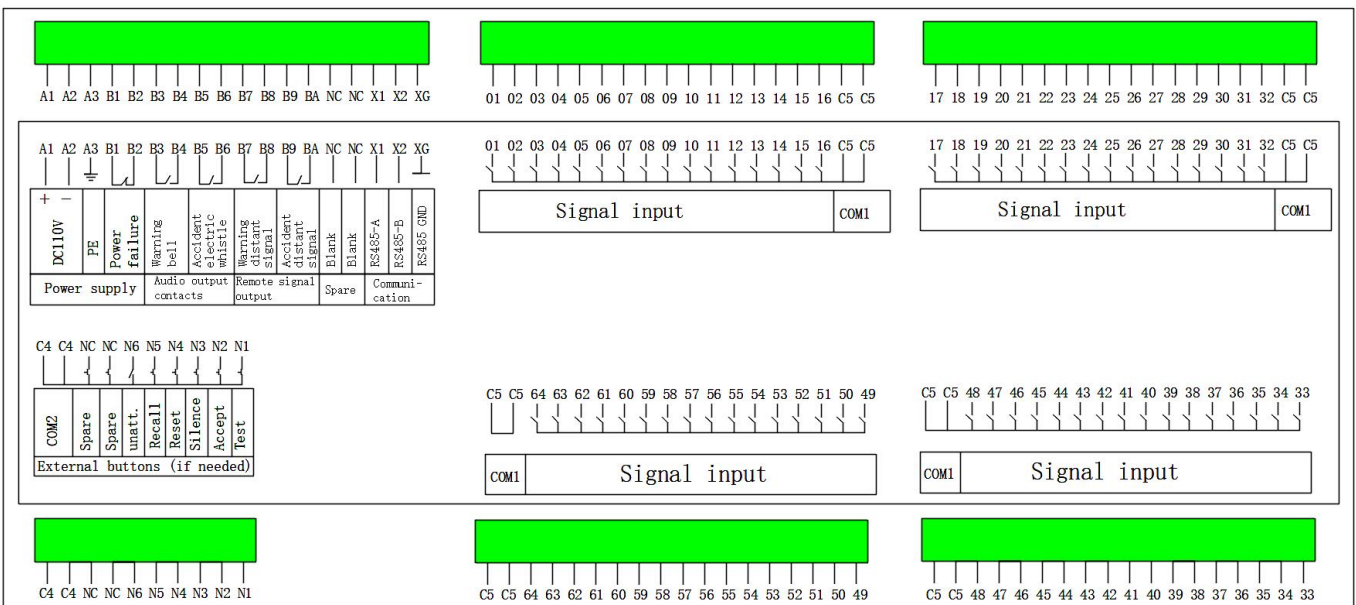 A1 A2 A3 B1 B2 B3 B4 B5 B6 B7 B8 B9 BA NC NC X1 X2 XG
01 02 03 04 05 06 07 08 09 10 11 12 13 14 15 16 C5 C5
17 18 19 20 21 22 23 24 25 26 27 28 29 30 31 32 C5 C5
A1 A2 A3 B1 B2 B3 B4 B5 B6 B7 B8 B9 BA NC NC X1 X2 XG
+ −
DC110V
PE
Power
failure
Warning
bell
Accident
electric
whistle
Warning
distant
signal
Accident
distant
signal
Blank
Blank
RS485-A
RS485-B
RS485 GND
Power supply
Audio output
contacts
Remote signal
output
Spare
Communi-
cation
01 02 03 04 05 06 07 08 09 10 11 12 13 14 15 16 C5 C5
Signal input
COM1
17 18 19 20 21 22 23 24 25 26 27 28 29 30 31 32 C5 C5
Signal input
COM1
C4 C4 NC NC N6 N5 N4 N3 N2 N1
COM2
Spare
Spare
unatt.
Recall
Reset
Silence
Accept
Test
External buttons (if needed)
C5 C5 64 63 62 61 60 59 58 57 56 55 54 53 52 51 50 49
COM1
Signal input
C5 C5 48 47 46 45 44 43 42 41 40 39 38 37 36 35 34 33
COM1
Signal input
C4 C4 NC NC N6 N5 N4 N3 N2 N1
C5 C5 64 63 62 61 60 59 58 57 56 55 54 53 52 51 50 49
C5 C5 48 47 46 45 44 43 42 41 40 39 38 37 36 35 34 33